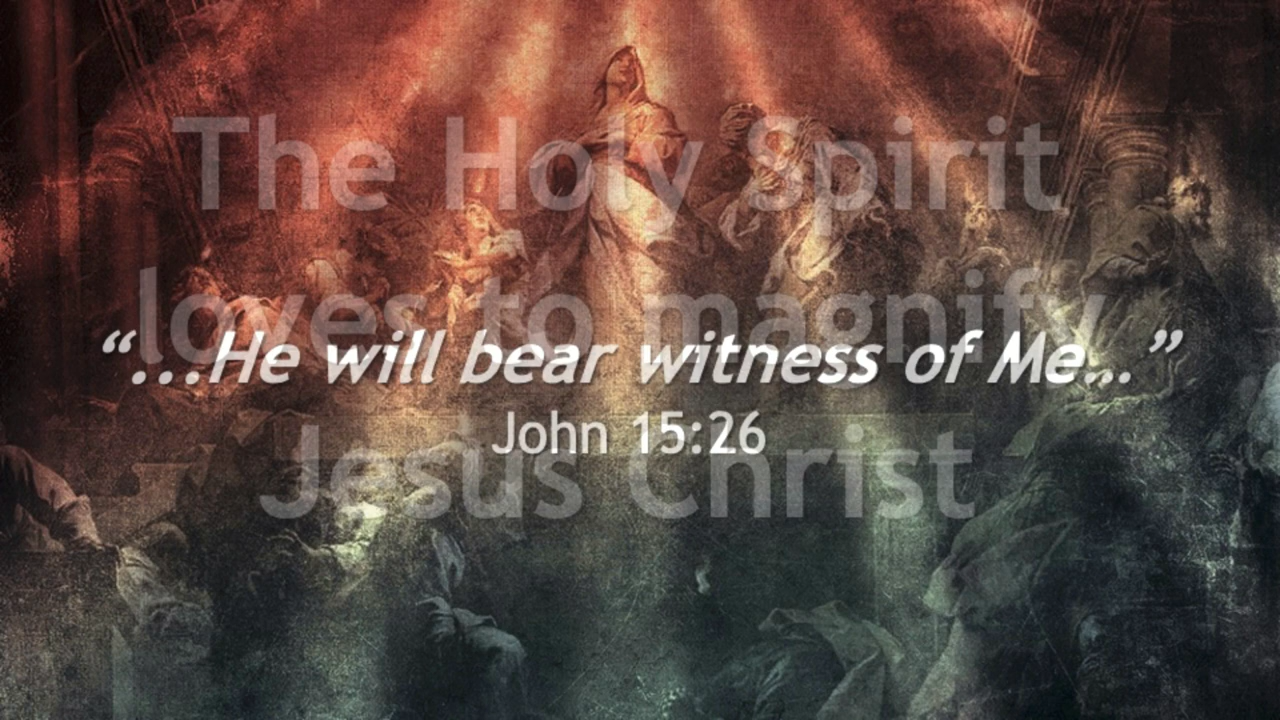 The Holy Spirit
loves to magnify
“…He will bear witness of Me…”
John 15:26
Jesus Christ